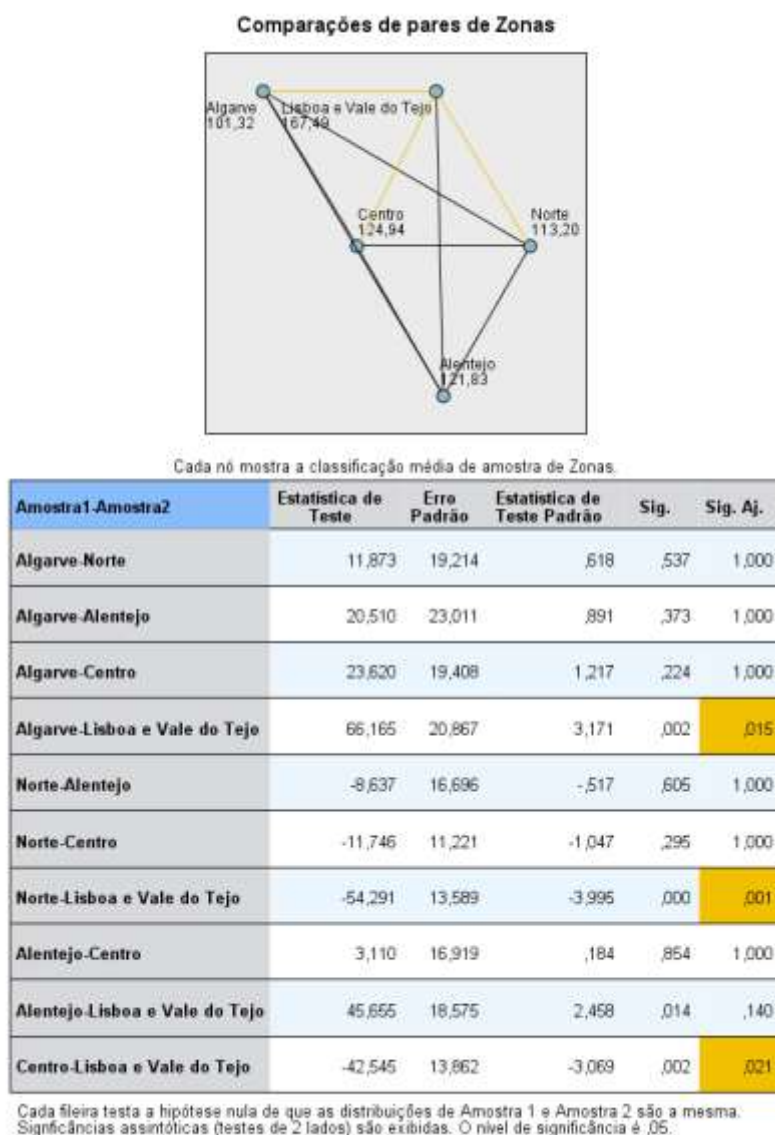 Comparações de pares de Zonas
Algarve
101,32
Lisboa e Vale do Tejo
167,49
Centro
124,94
Norte
113,20
Alentejo
121,83
Cada nó mostra a classificação média de amostra de Zonas.
Amostra1-Amostra2 Estatística de Teste Erro Padrão Estatística de Teste Padrão Sig. Sig. Aj.
Algarve-Norte 11,873 19,214 ,618 ,537 1,000
Algarve-Alentejo 20,510 23,011 ,891 ,373 1,000
Algarve-Centro 23,620 19,408 1,217 ,224 1,000
Algarve-Lisboa e Vale do Tejo 66,165 20,867 3,171 ,002 ,015
Norte-Alentejo -8,637 16,696 -,517 ,605 1,000
Norte-Centro -11,746 11,221 -1,047 ,295 1,000
Norte-Lisboa e Vale do Tejo -54,291 13,589 -3,995 ,000 ,001
Alentejo-Centro 3,110 16,919 ,184 ,854 1,000
Alentejo-Lisboa e Vale do Tejo 45,655 18,575 2,458 ,014 ,140
Centro-Lisboa e Vale do Tejo -42,545 13,862 -3,069 ,002 ,021
Cada fileira testa a hipótese nula de que as distribuições de Amostra 1 e Amostra 2 são a mesma.
Significâncias assintóticas (testes de 2 lados) são exibidas. O nível de significância é ,05.